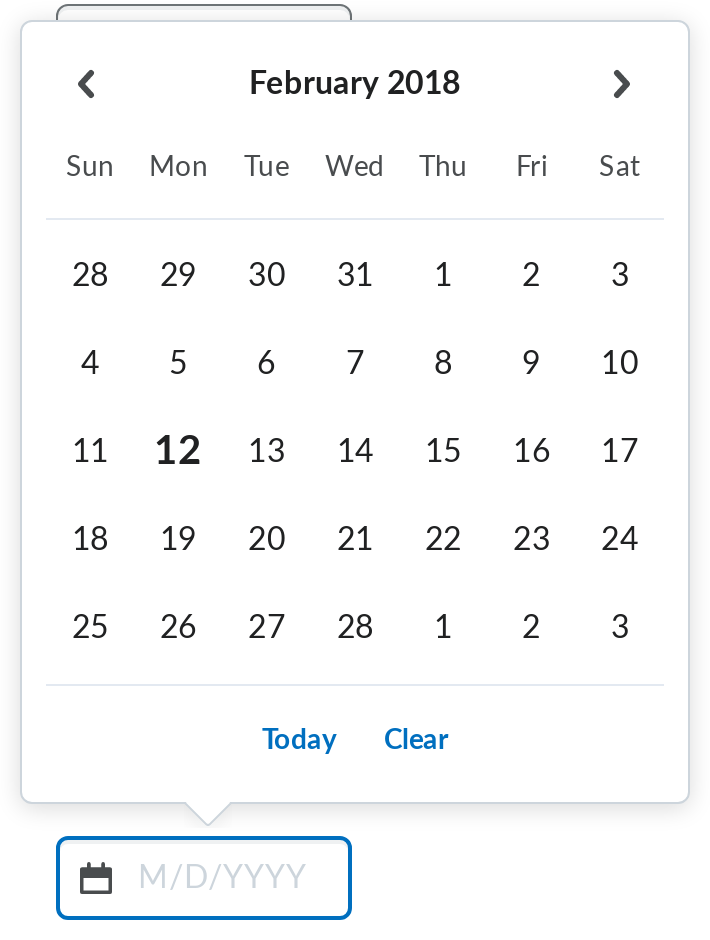 February 2018
Sun Mon Tue Wed Thu Fri Sat
28 29 30 31 1 2 3
4 5 6 7 8 9 10
11 12 13 14 15 16 17
18 19 20 21 22 23 24
25 26 27 28 1 2 3
Today Clear
M/D/YYYY